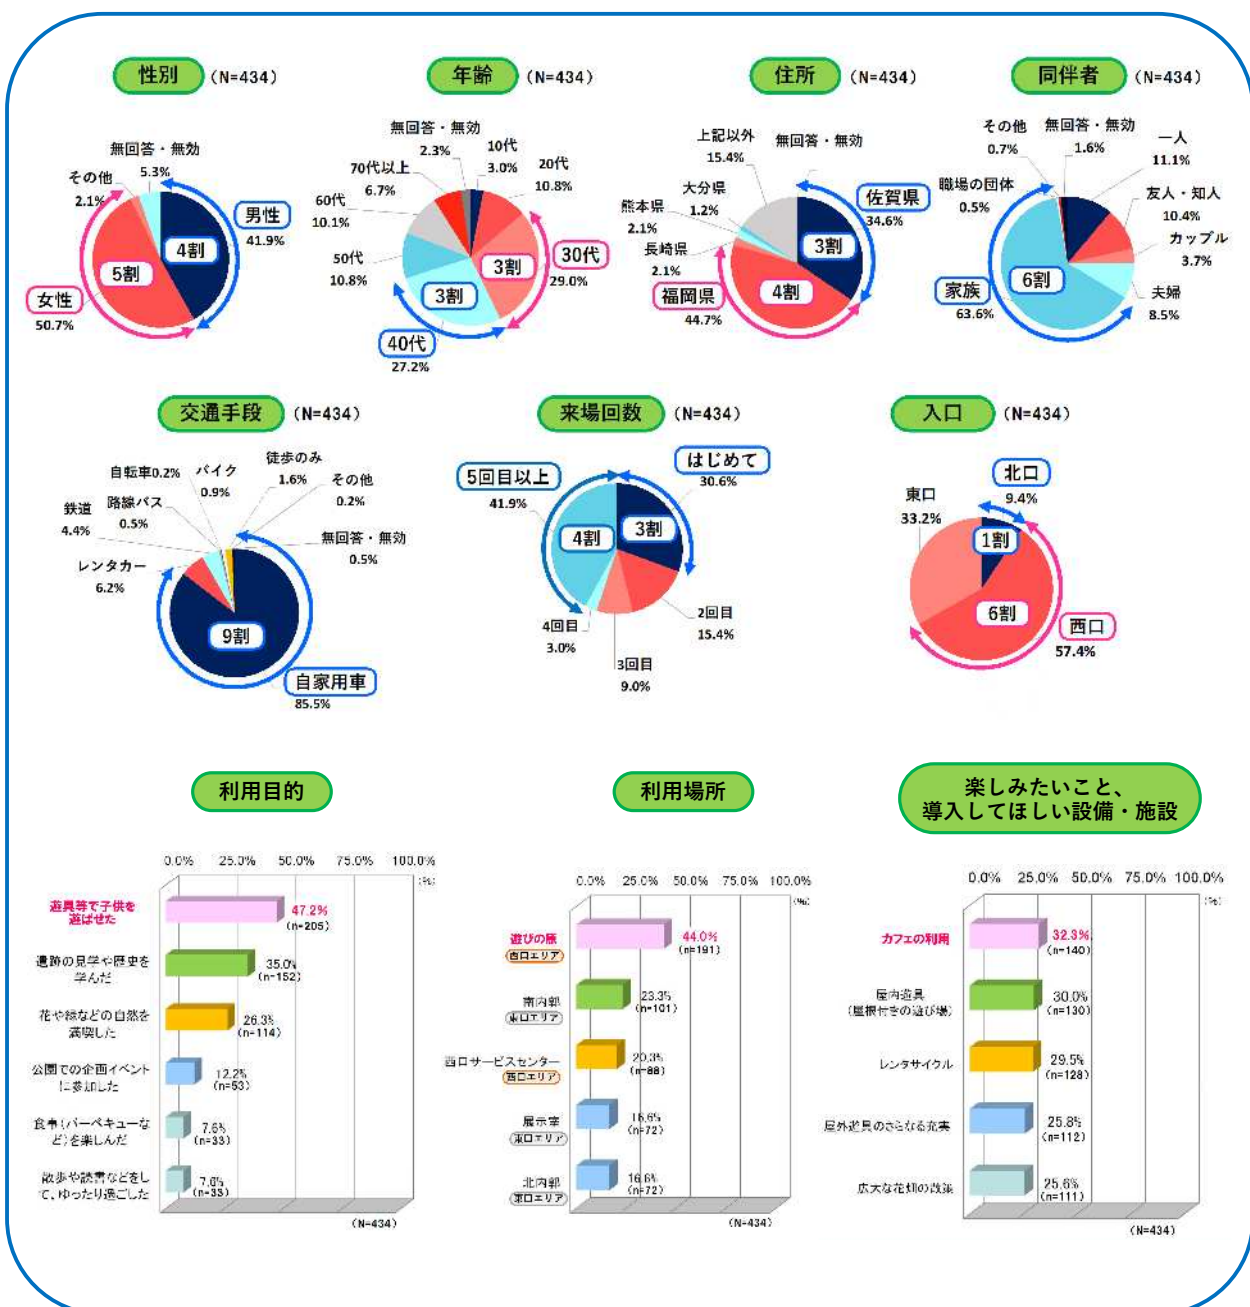 性別 (N=434)
無回答・無効
5.3%
その他
2.1%
男性
41.9%
4割
5割
女性
50.7%
年齢 (N=434)
無回答・無効
2.3%
10代
3.0%
20代
10.8%
70代以上
6.7%
60代
10.1%
50代
10.8%
30代
29.0%
3割
3割
40代
27.2%
住所 (N=434)
上記以外
15.4%
無回答・無効
大分県
1.2%
熊本県
2.1%
長崎県
2.1%
佐賀県
34.6%
3割
4割
福岡県
44.7%
同伴者 (N=434)
その他
0.7%
無回答・無効
1.6%
一人
11.1%
職場の団体
0.5%
友人・知人
10.4%
カップル
3.7%
夫婦
8.5%
6割
家族
63.6%
交通手段 (N=434)
自転車0.2%
バイク
0.9%
徒歩のみ
1.6%
その他
0.2%
鉄道
4.4%
路線バス
0.5%
無回答・無効
0.5%
レンタカー
6.2%
9割
自家用車
85.5%
来場回数 (N=434)
5回目以上
41.9%
はじめて
30.6%
4割
3割
4回目
3.0%
3回目
9.0%
2回目
15.4%
入口 (N=434)
北口
9.4%
東口
33.2%
1割
6割
西口
57.4%
利用目的
0.0% 25.0% 50.0% 75.0% 100.0%
(%)
遊具等で子供を
遊ばせた
47.2%
(n=205)
遺跡の見学や歴史を
学んだ
35.0%
(n=152)
花や緑などの自然を
満喫した
26.3%
(n=114)
公園での企画イベント
に参加した
12.2%
(n=53)
食事(バーベキューな
ど)を楽しんだ
7.6%
(n=33)
散歩や読書などをし
て、ゆったり過ごした
7.6%
(n=33)
(N=434)
利用場所
0.0% 25.0% 50.0% 75.0% 100.0%
(%)
遊びの原
西口エリア
44.0%
(n=191)
南内郭
東口エリア
23.3%
(n=101)
西口サービスセンター
西口エリア
20.3%
(n=88)
展示室
東口エリア
16.6%
(n=72)
北内郭
東口エリア
16.6%
(n=72)
(N=434)
楽しみたいこと、
導入してほしい設備・施設
0.0% 25.0% 50.0% 75.0% 100.0%
(%)
カフェの利用
32.3%
(n=140)
屋内遊具
(屋根付きの遊び場)
30.0%
(n=130)
レンタサイクル
29.5%
(n=128)
屋外遊具のさらなる充実
25.8%
(n=112)
広大な花畑の散策
25.6%
(n=111)
(N=434)